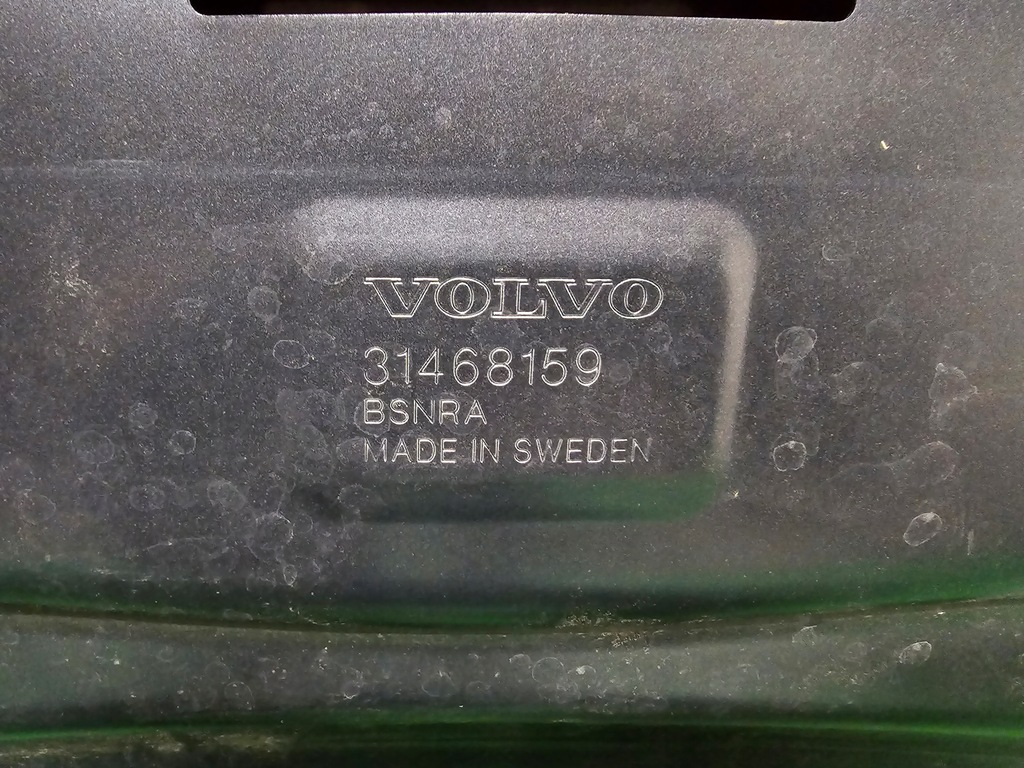 VOLVO
31468159
BSNRA
MADE IN SWEDEN